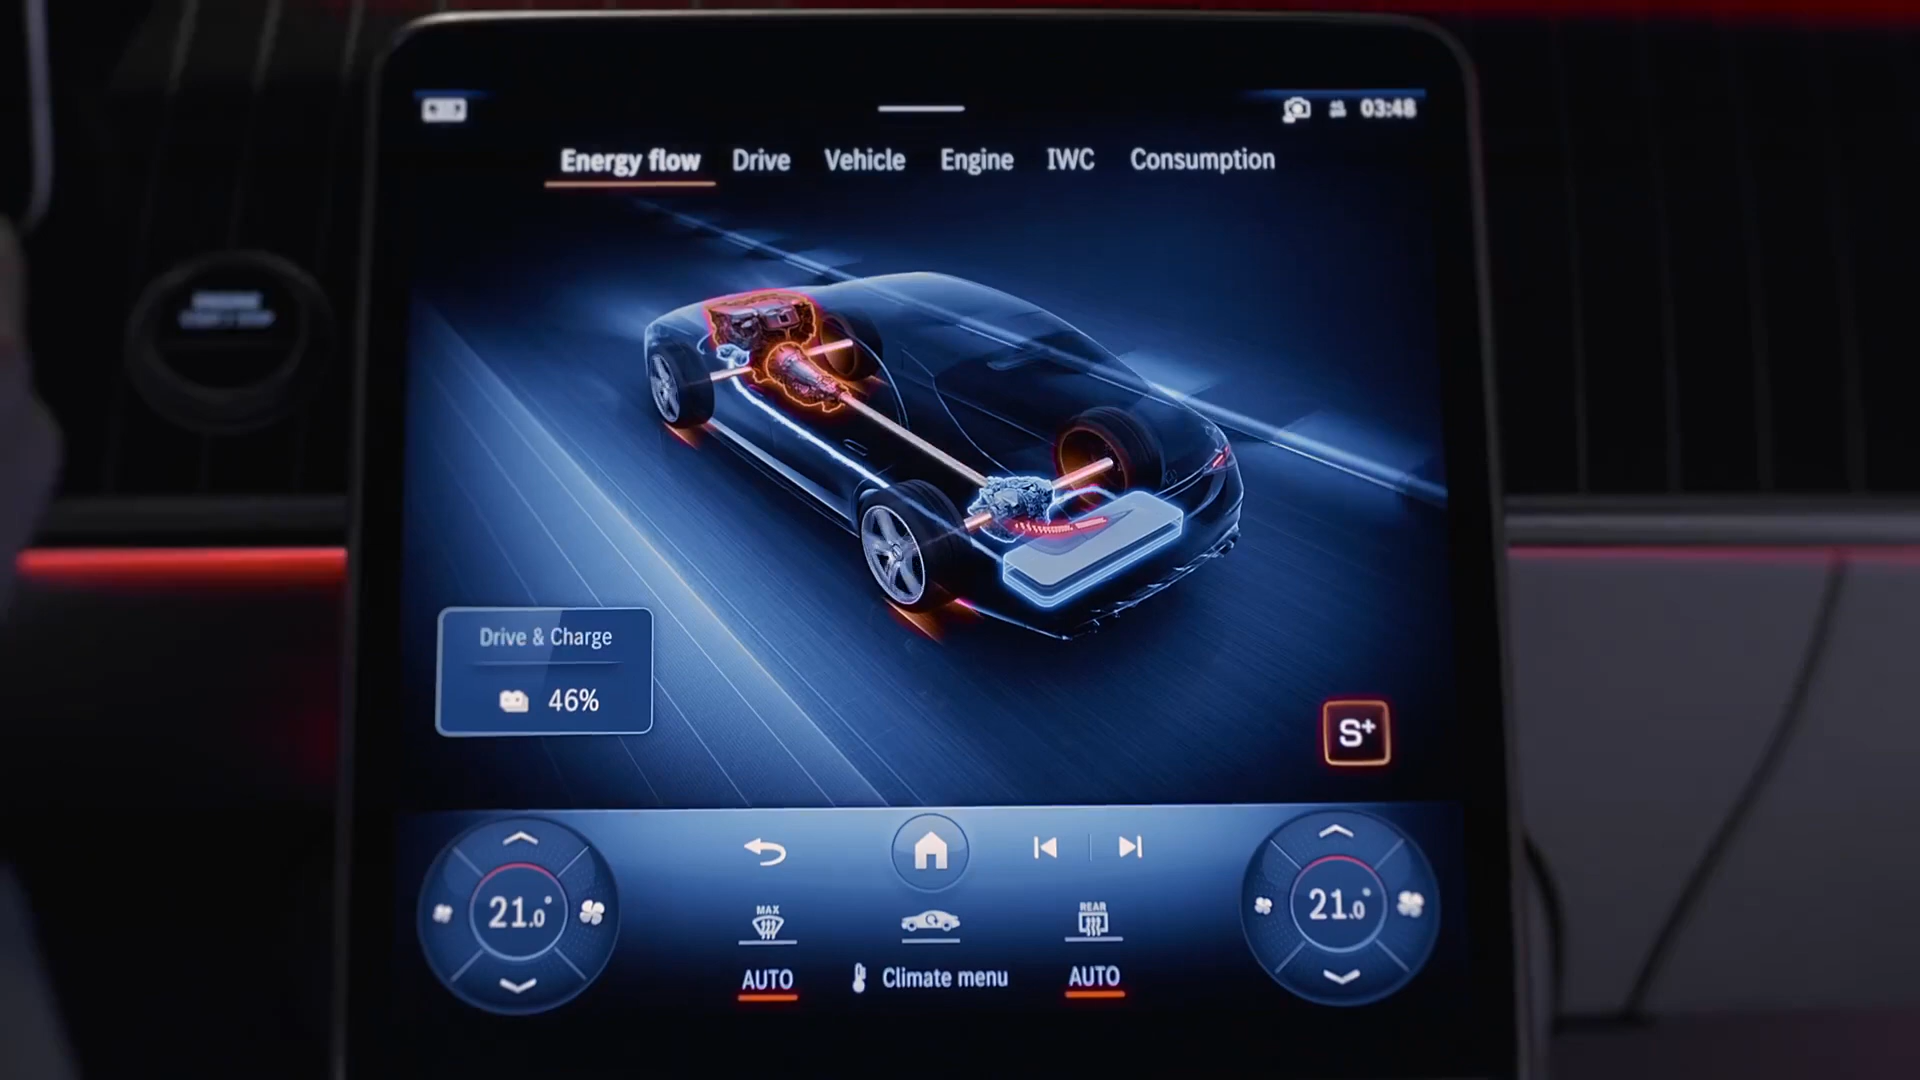 03:48
Energy flow Drive Vehicle Engine IWC Consumption
Drive & Charge
46%
S+
21.0°
MAX
REAR
21.0°
AUTO
Climate menu
AUTO